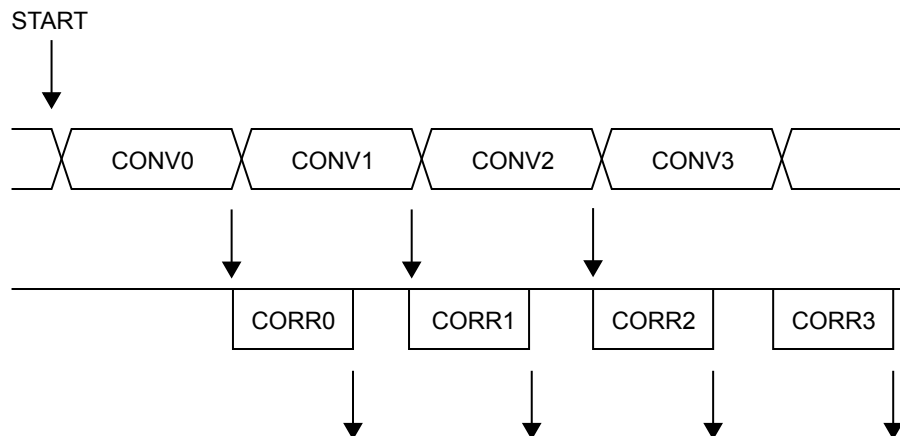 START
CONV0 CONV1 CONV2 CONV3
CORR0 CORR1 CORR2 CORR3